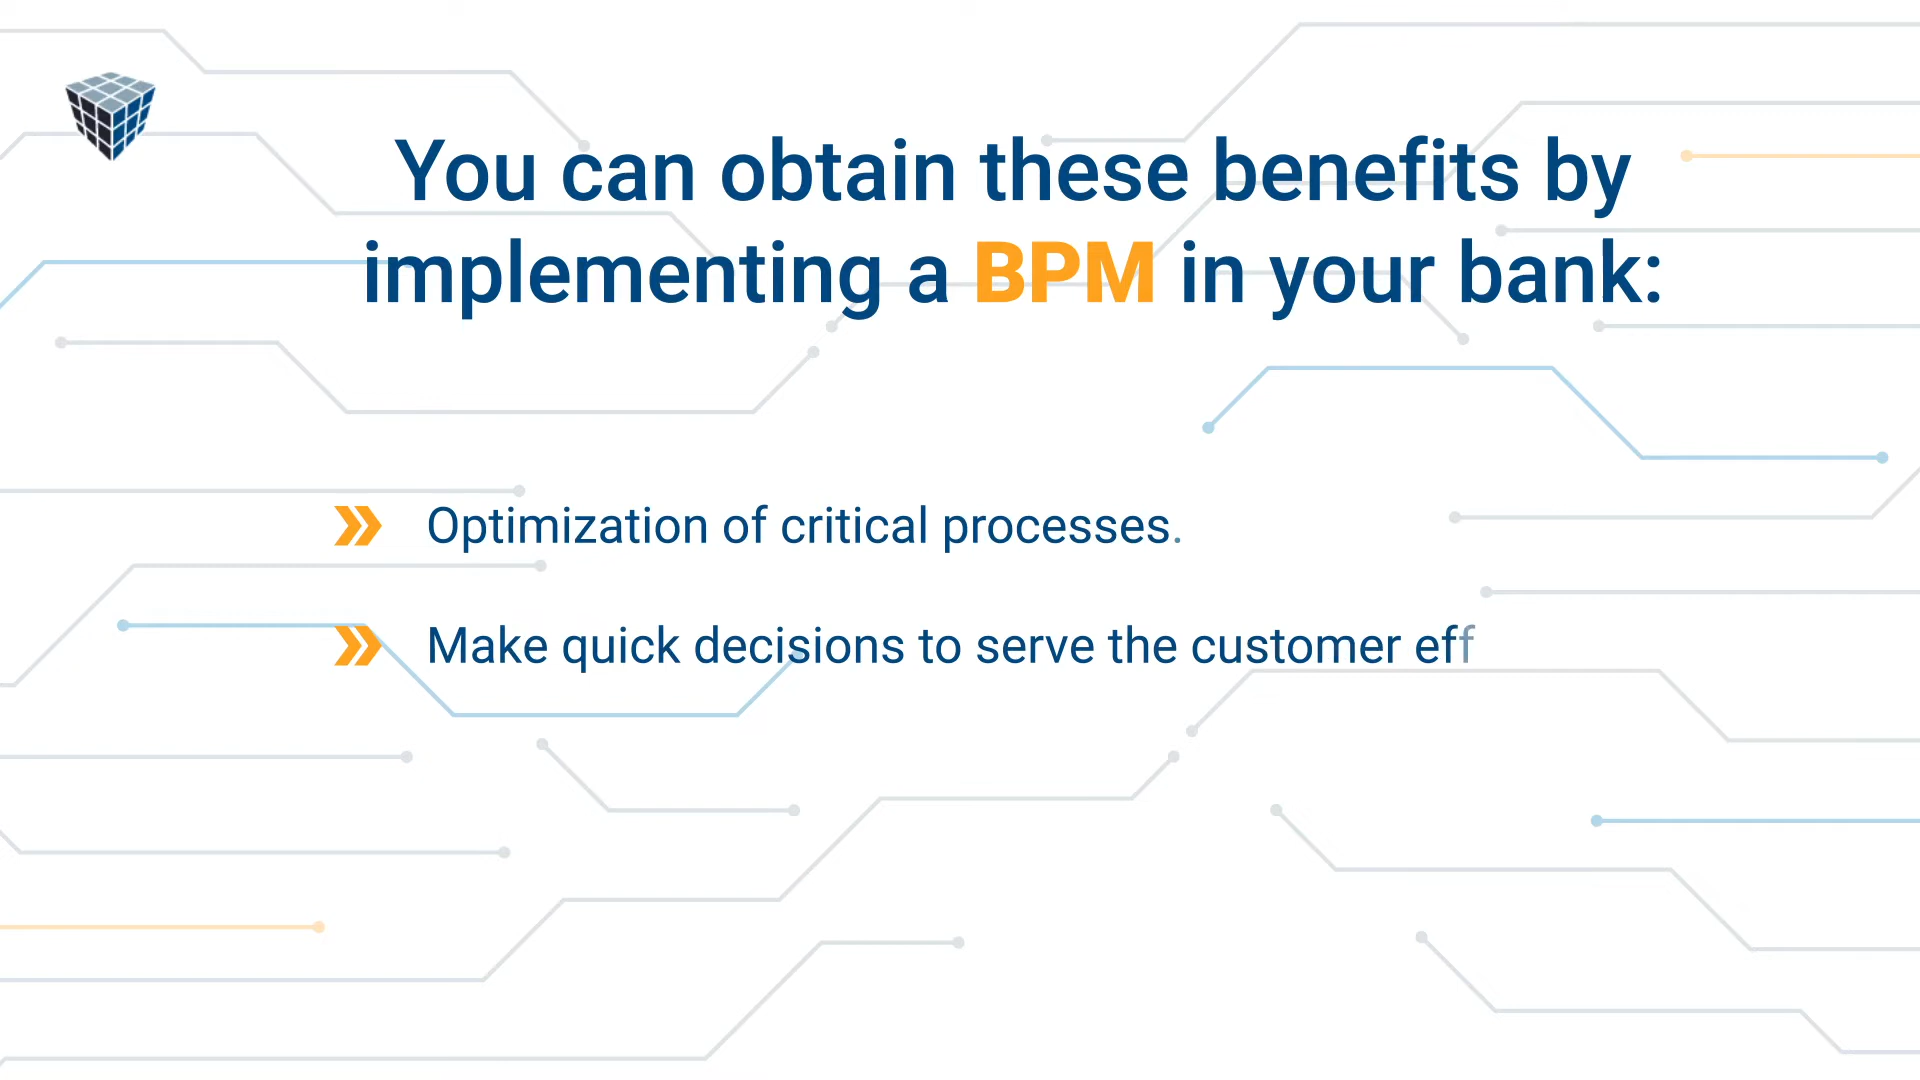 You can obtain these benefits by
implementing a BPM in your bank:
Optimization of critical processes.
Make quick decisions to serve the customer eff